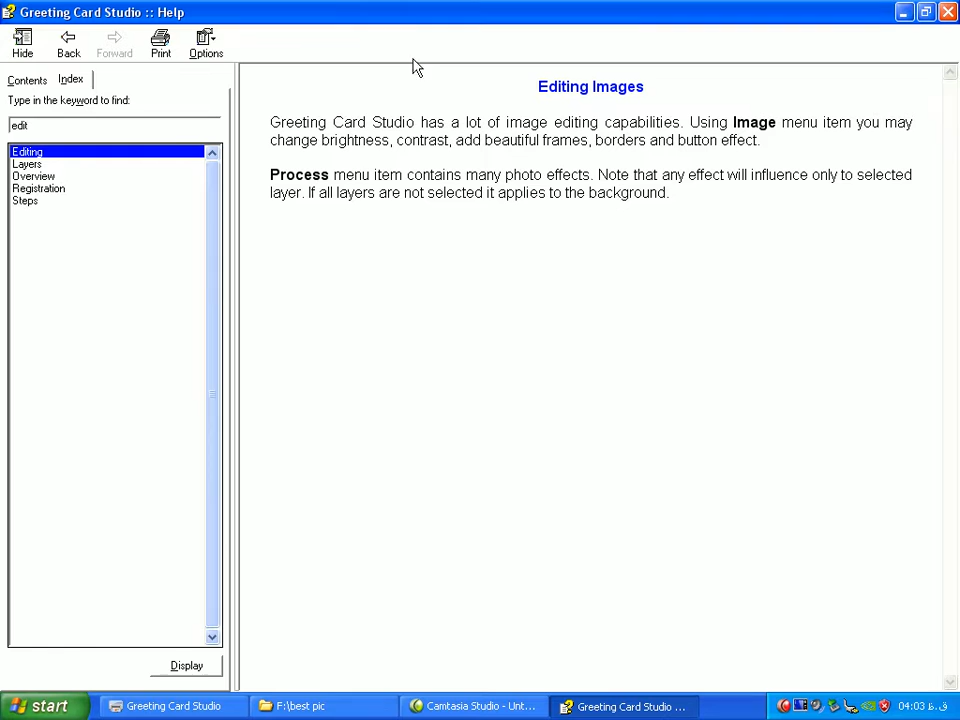 Greeting Card Studio :: Help
Hide
Back
Forward
Print
Options
Contents
Index
Type in the keyword to find:
edit
Editing
Layers
Overview
Registration
Steps
Display
Editing Images
Greeting Card Studio has a lot of image editing capabilities. Using Image menu item you may
change brightness, contrast, add beautiful frames, borders and button effect.
Process menu item contains many photo effects. Note that any effect will influence only to selected
layer. If all layers are not selected it applies to the background.
start
Greeting Card Studio
F:\best pic
Camtasia Studio - Unt...
Greeting Card Studio ...
04:03 ق.ظ